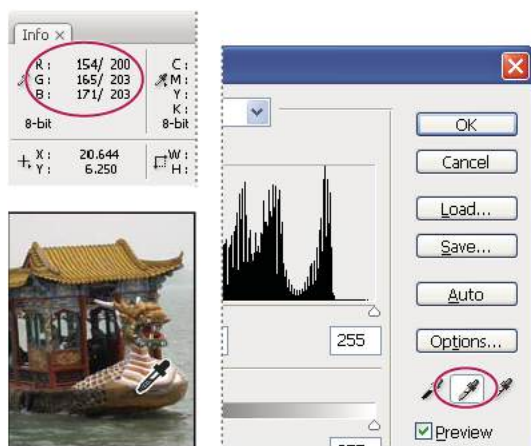 Info ×
R : 154/ 200
G : 165/ 203
B : 171/ 203
8-bit
C :
M :
Y :
K :
8-bit
X : 20.644
Y : 6.250
W :
H :
OK
Cancel
Load...
Save...
Auto
255
Options...
Preview